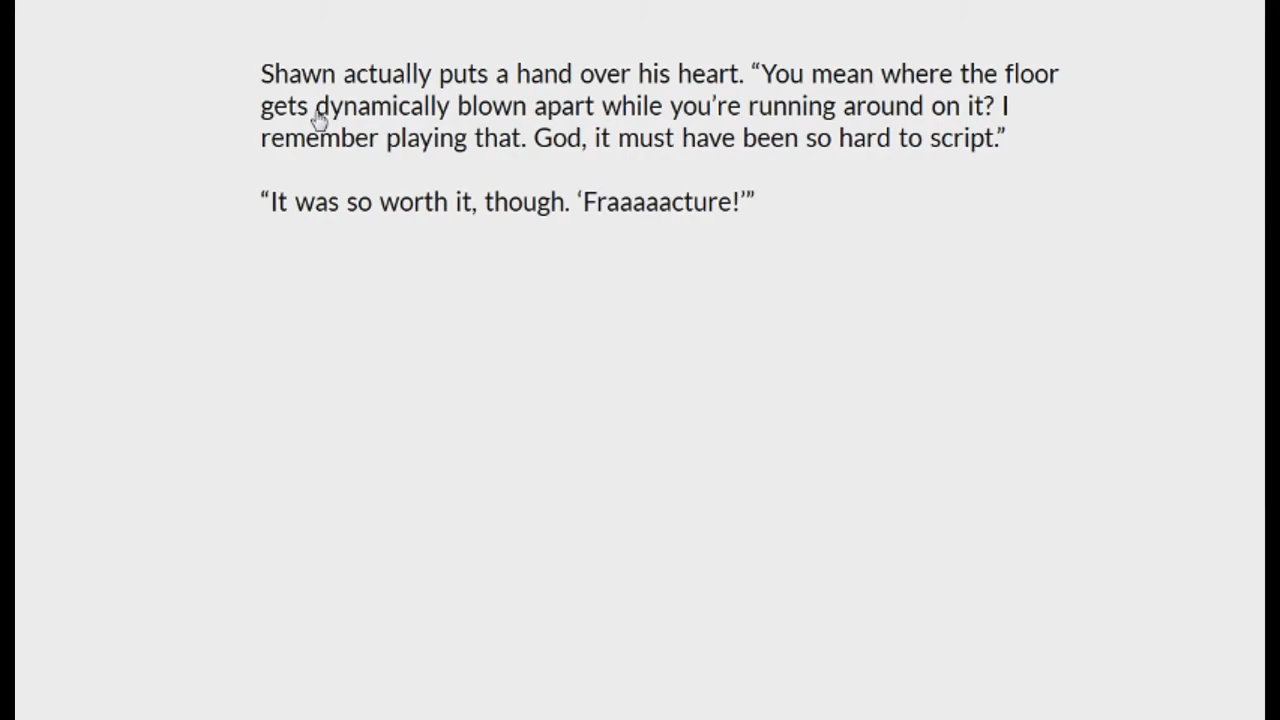 Shawn actually puts a hand over his heart. “You mean where the floor
gets dynamically blown apart while you’re running around on it? I
remember playing that. God, it must have been so hard to script.”
“It was so worth it, though. ‘Fraaaaacture!’”